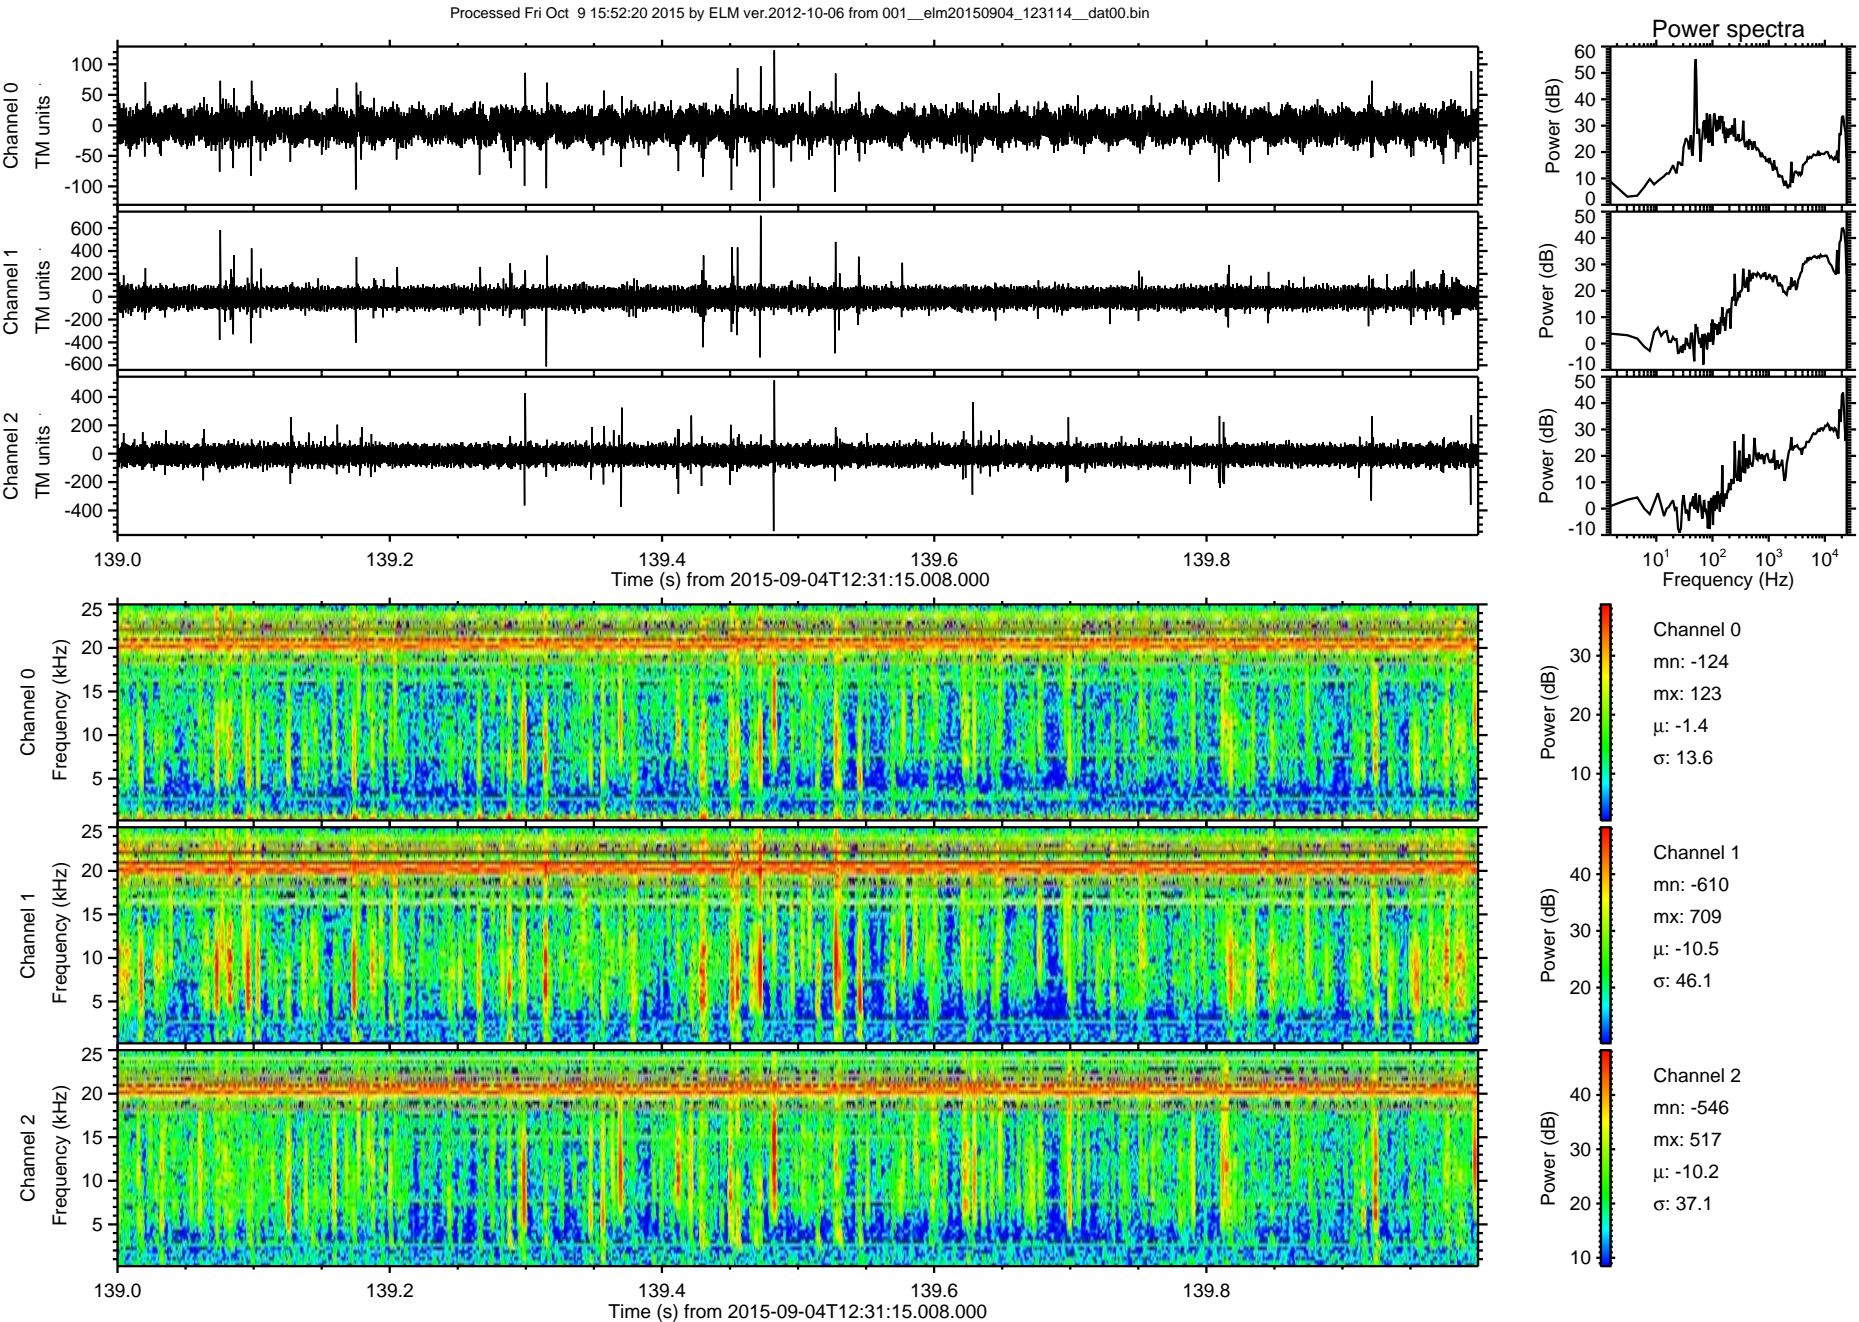 Processed Fri Oct  9 15:52:20 2015 by ELM ver.2012-10-06 from 001__elm20150904_123114__dat00.bin
Power spectra
Channel 0
TM units
100
50
0
-50
-100
Power (dB)
60
50
40
30
20
10
0
Channel 1
TM units
600
400
200
0
-200
-400
-600
Power (dB)
50
40
30
20
10
0
-10
Channel 2
TM units
400
200
0
-200
-400
Power (dB)
50
40
30
20
10
0
-10
139.0 139.2 139.4 139.6 139.8
Time (s) from 2015-09-04T12:31:15.008.000
10¹ 10² 10³ 10⁴
Frequency (Hz)
Channel 0
Frequency (kHz)
25
20
15
10
5
Power (dB)
30
20
10
Channel 0
mn: -124
mx: 123
μ: -1.4
σ: 13.6
Channel 1
Frequency (kHz)
25
20
15
10
5
Power (dB)
40
30
20
Channel 1
mn: -610
mx: 709
μ: -10.5
σ: 46.1
Channel 2
Frequency (kHz)
25
20
15
10
5
Power (dB)
40
30
20
10
Channel 2
mn: -546
mx: 517
μ: -10.2
σ: 37.1
139.0 139.2 139.4 139.6 139.8
Time (s) from 2015-09-04T12:31:15.008.000